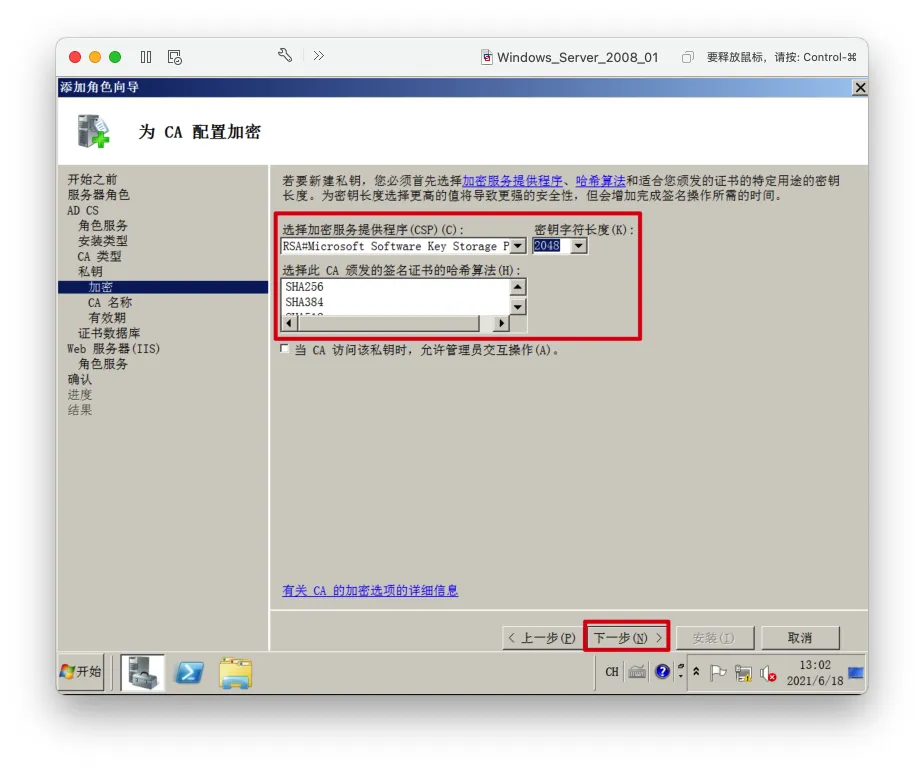 Windows_Server_2008_01
要释放鼠标，请按: Control-⌘
添加角色向导
为 CA 配置加密
开始之前
服务器角色
AD CS
角色服务
安装类型
CA 类型
私钥
加密
CA 名称
有效期
证书数据库
Web 服务器(IIS)
角色服务
确认
进度
结果
若要新建私钥，您必须首先选择加密服务提供程序、哈希算法和适合您颁发的证书的特定用途的密钥
长度。为密钥长度选择更高的值将导致更强的安全性，但会增加完成签名操作所需的时间。
选择加密服务提供程序(CSP)(C):
密钥字符长度(K):
RSA#Microsoft Software Key Storage P
2048
选择此 CA 颁发的签名证书的哈希算法(H):
SHA256
SHA384
当 CA 访问该私钥时，允许管理员交互操作(A)。
有关 CA 的加密选项的详细信息
< 上一步(P)
下一步(N) >
安装(I)
取消
开始
CH
13:02
2021/6/18